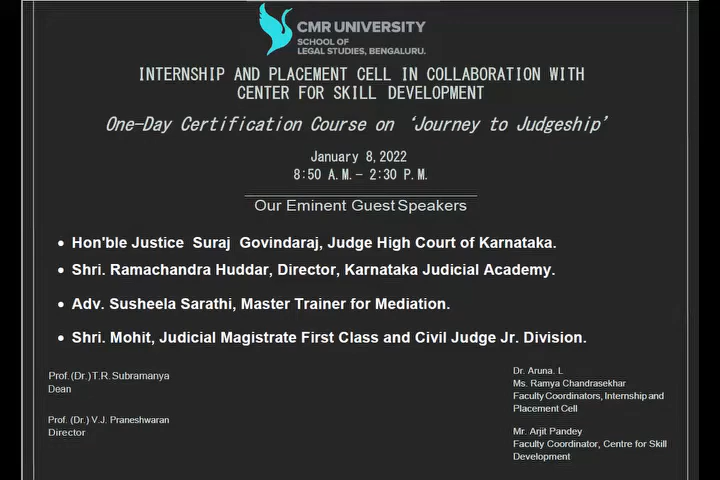 CMR UNIVERSITY
SCHOOL OF
LEGAL STUDIES, BENGALURU.
INTERNSHIP AND PLACEMENT CELL IN COLLABORATION WITH
CENTER FOR SKILL DEVELOPMENT
One-Day Certification Course on ‘Journey to Judgeship’
January 8,2022
8:50 A.M.- 2:30 P.M.
Our Eminent Guest Speakers
• Hon'ble Justice Suraj Govindaraj, Judge High Court of Karnataka.
• Shri. Ramachandra Huddar, Director, Karnataka Judicial Academy.
• Adv. Susheela Sarathi, Master Trainer for Mediation.
• Shri. Mohit, Judicial Magistrate First Class and Civil Judge Jr. Division.
Prof. (Dr.) T.R. Subramanya
Dean
Prof. (Dr.) V.J. Praneshwaran
Director
Dr. Aruna. L
Ms. Ramya Chandrasekhar
Faculty Coordinators, Internship and
Placement Cell
Mr. Arjit Pandey
Faculty Coordinator, Centre for Skill
Development